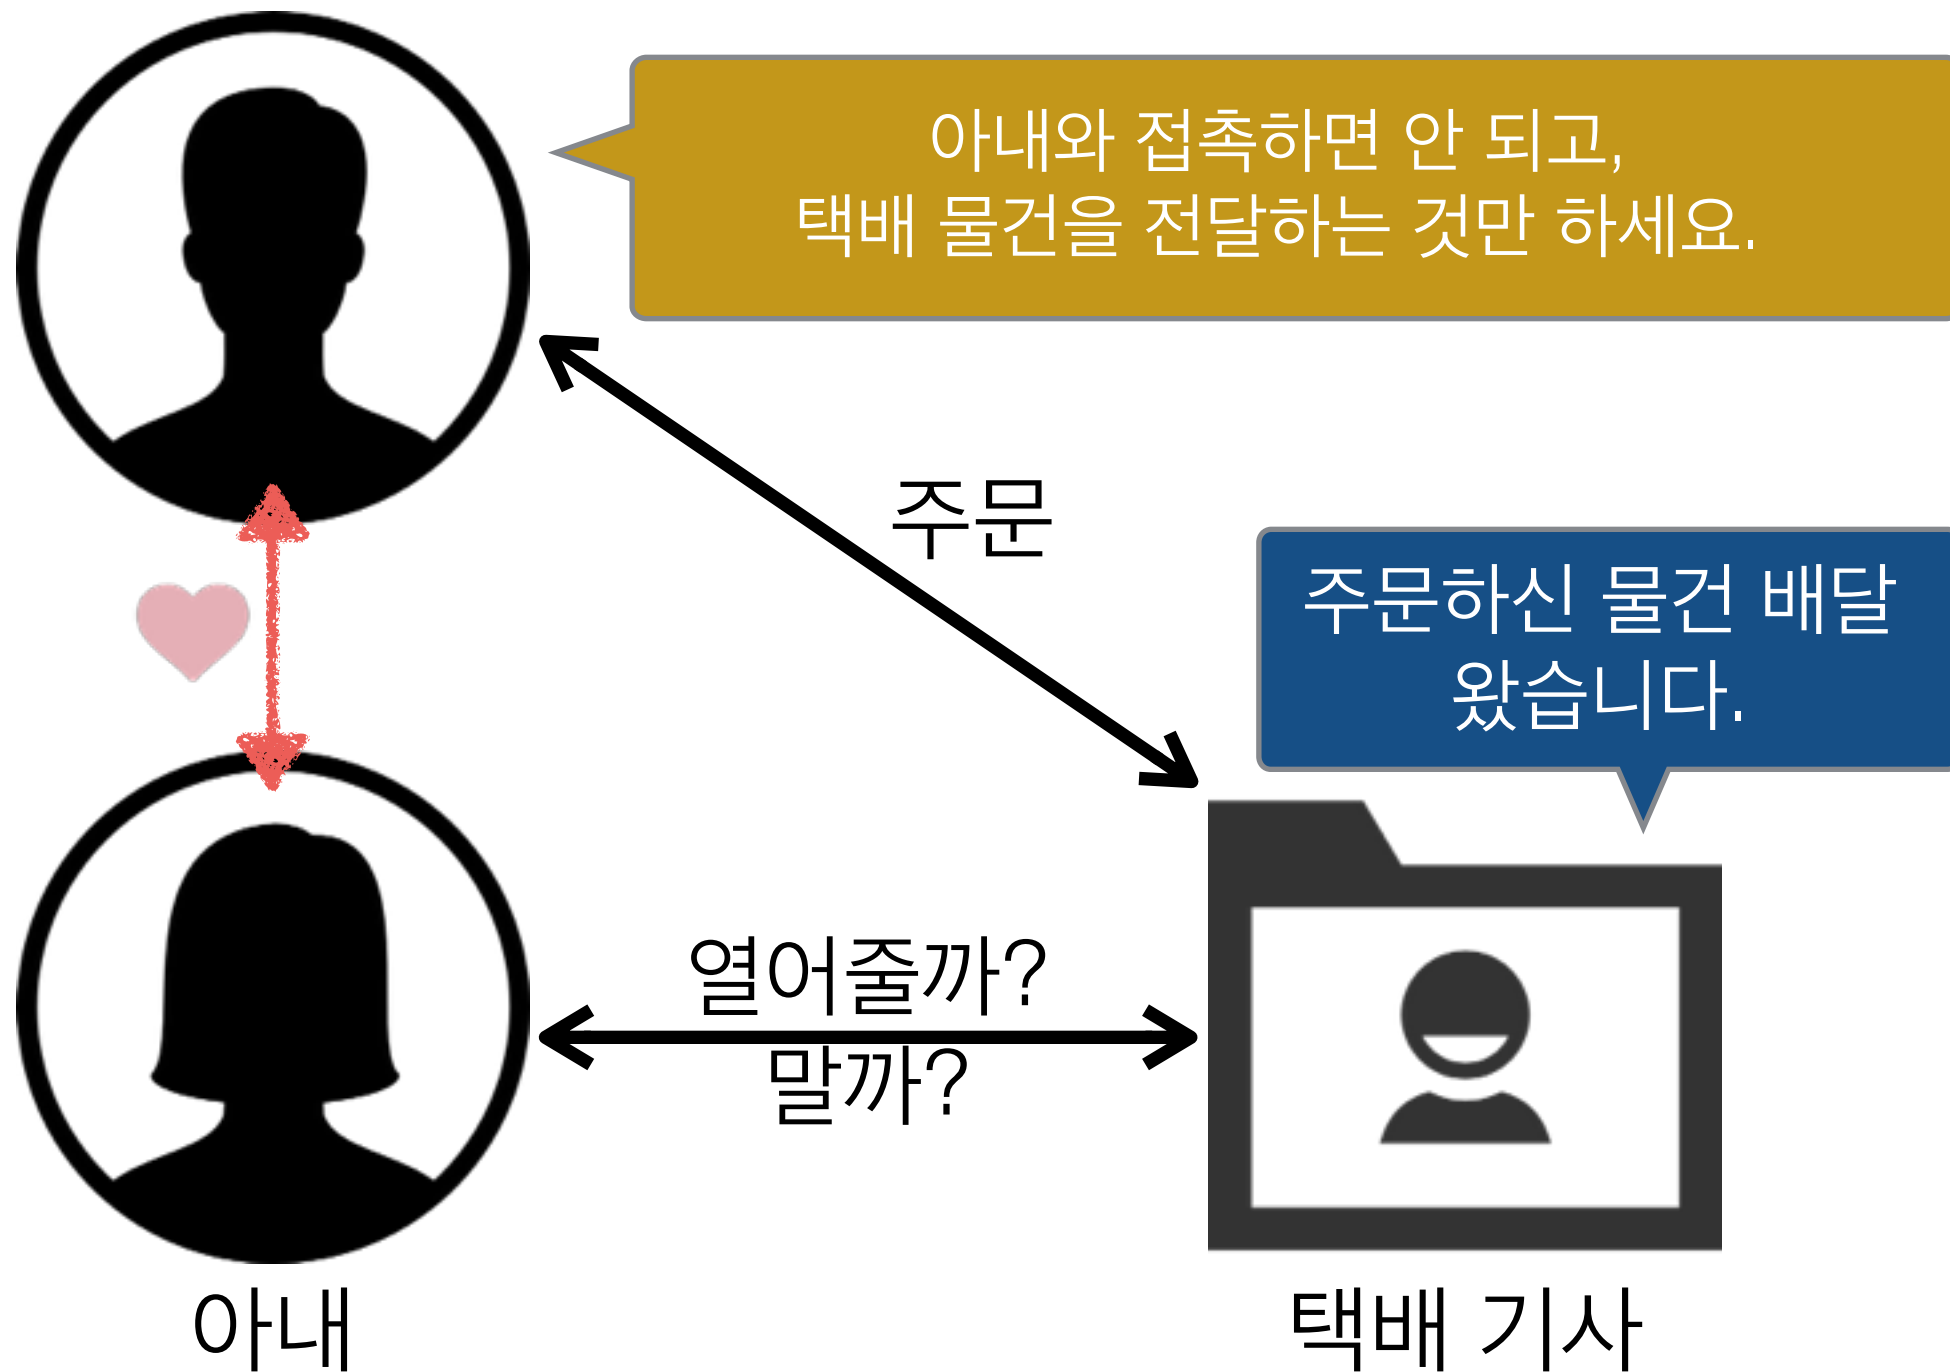 아내와 접촉하면 안 되고,
택배 물건을 전달하는 것만 하세요.
주문
주문하신 물건 배달
왔습니다.
열어줄까?
말까?
아내
택배 기사